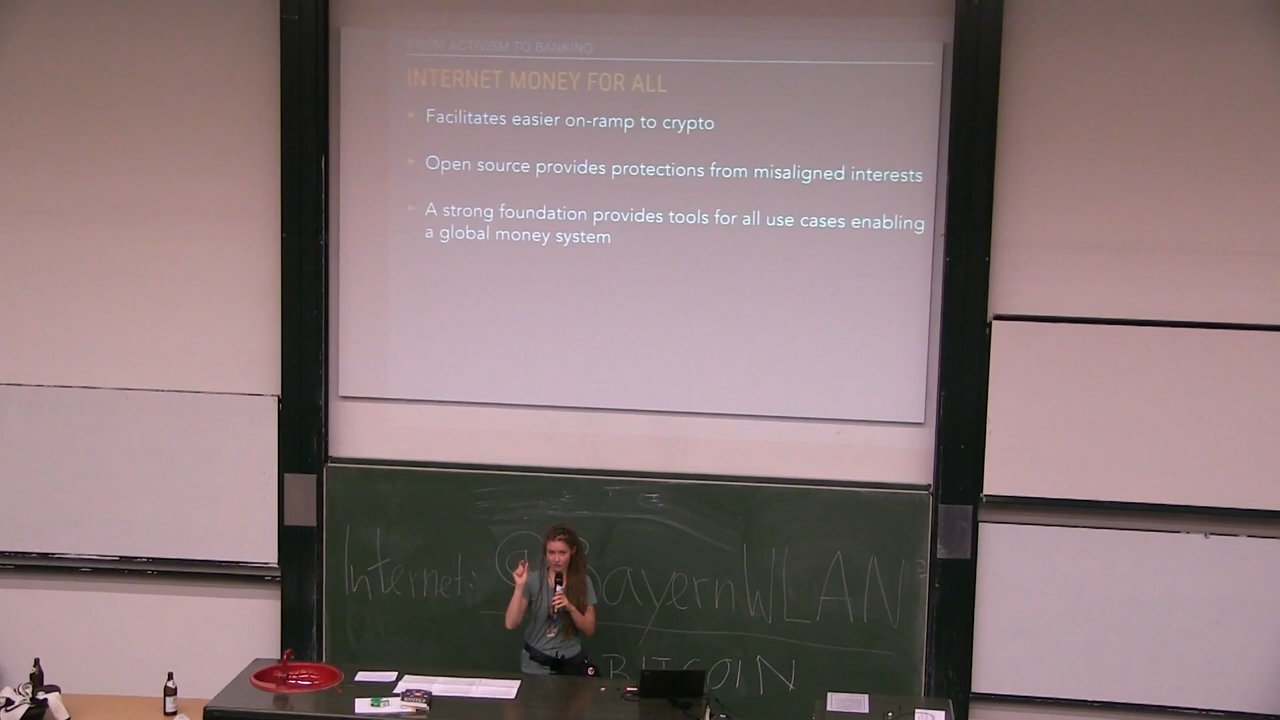 FROM ACTIVISM TO BANKING
INTERNET MONEY FOR ALL
Facilitates easier on-ramp to crypto
Open source provides protections from misaligned interests
A strong foundation provides tools for all use cases enabling
a global money system
Internet: @BayernWLAN
BITCOIN